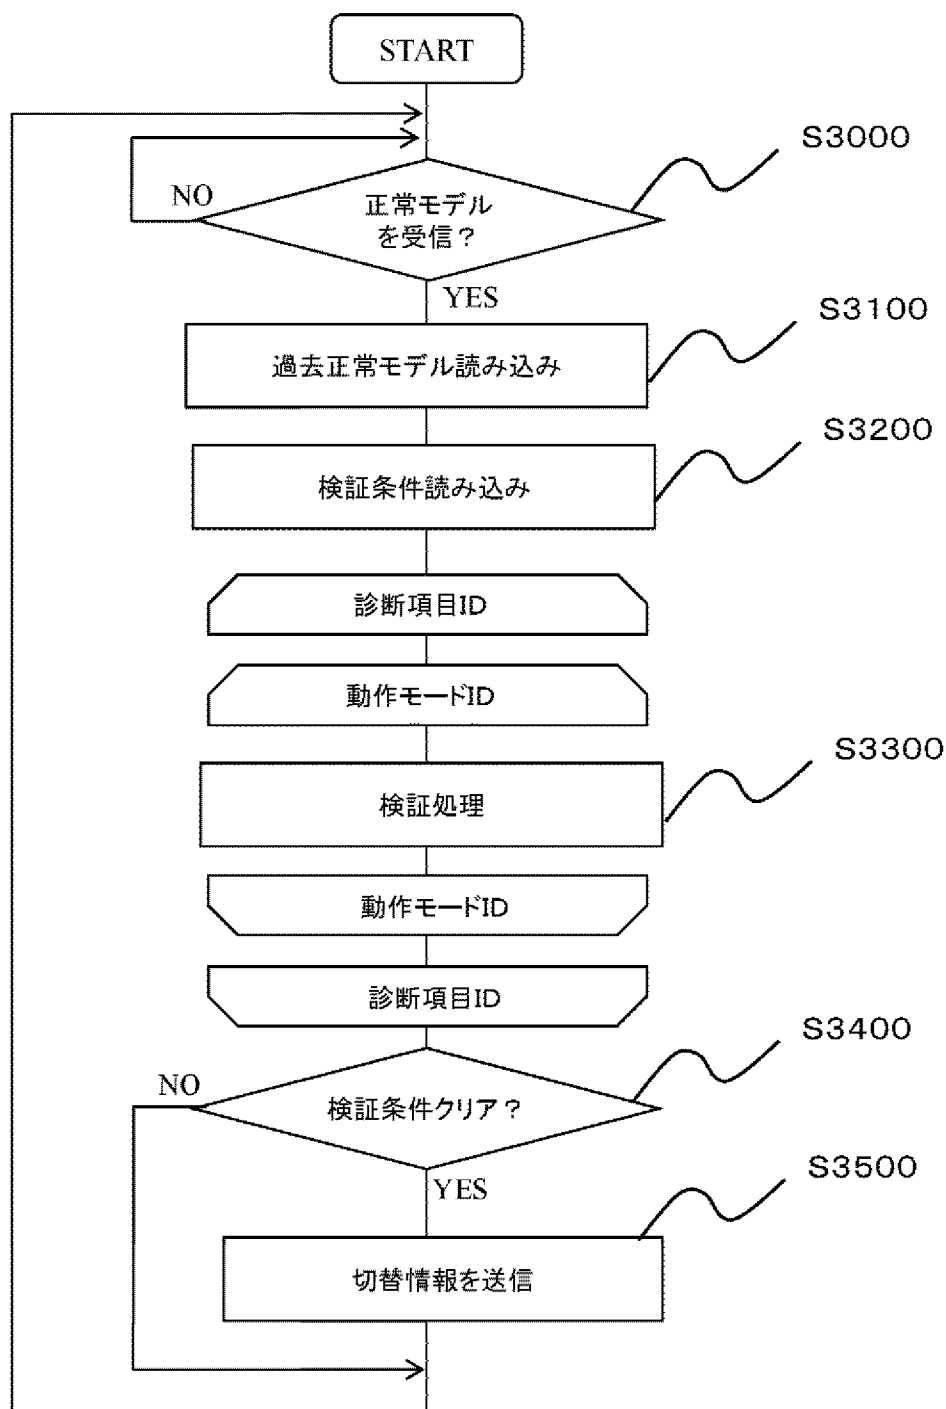 START
S3000
NO
正常モデル
を受信？
YES
S3100
過去正常モデル読み込み
S3200
検証条件読み込み
診断項目ID
動作モードID
S3300
検証処理
動作モードID
診断項目ID
S3400
NO
検証条件クリア？
YES
S3500
切替情報を送信